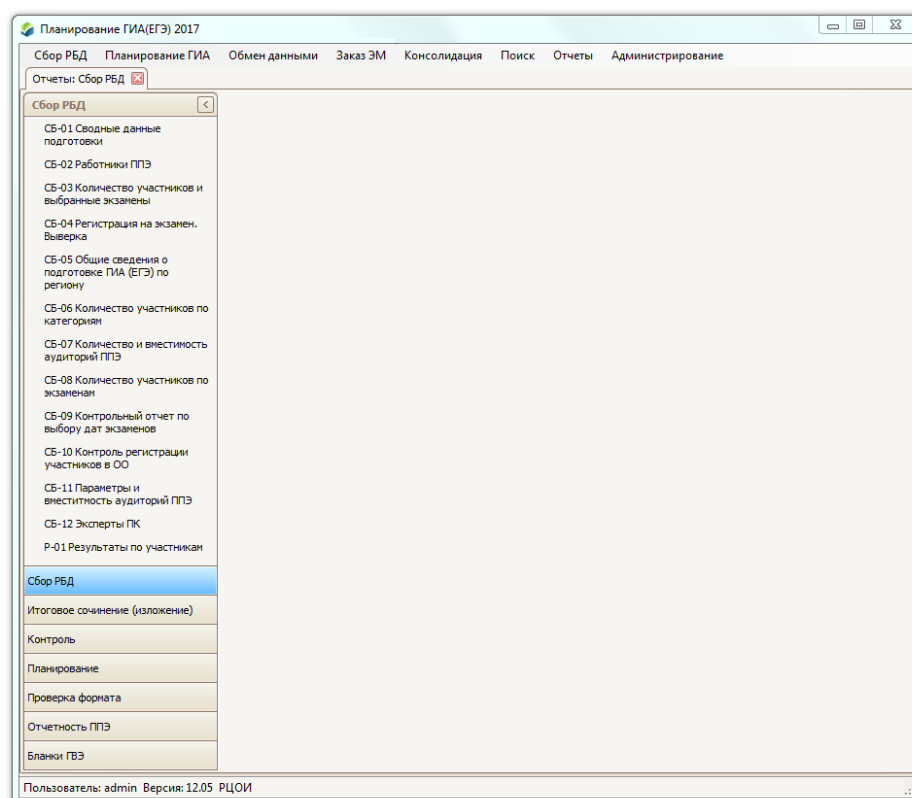 Планирование ГИА(ЕГЭ) 2017
Сбор РБД Планирование ГИА Обмен данными Заказ ЭМ Консолидация Поиск Отчеты Администрирование
Отчеты: Сбор РБД
Сбор РБД
СБ-01 Сводные данные
подготовки
СБ-02 Работники ППЭ
СБ-03 Количество участников и
выбранные экзамены
СБ-04 Регистрация на экзамен.
Выверка
СБ-05 Общие сведения о
подготовке ГИА (ЕГЭ) по
региону
СБ-06 Количество участников по
категориям
СБ-07 Количество и вместимость
аудиторий ППЭ
СБ-08 Количество участников по
экзаменам
СБ-09 Контрольный отчет по
выбору дат экзаменов
СБ-10 Контроль регистрации
участников в ОО
СБ-11 Параметры и
вместитмость аудиторий ППЭ
СБ-12 Эксперты ПК
Р-01 Результаты по участникам
Сбор РБД
Итоговое сочинение (изложение)
Контроль
Планирование
Проверка формата
Отчетность ППЭ
Бланки ГВЭ
Пользователь: admin Версия: 12.05 РЦОИ